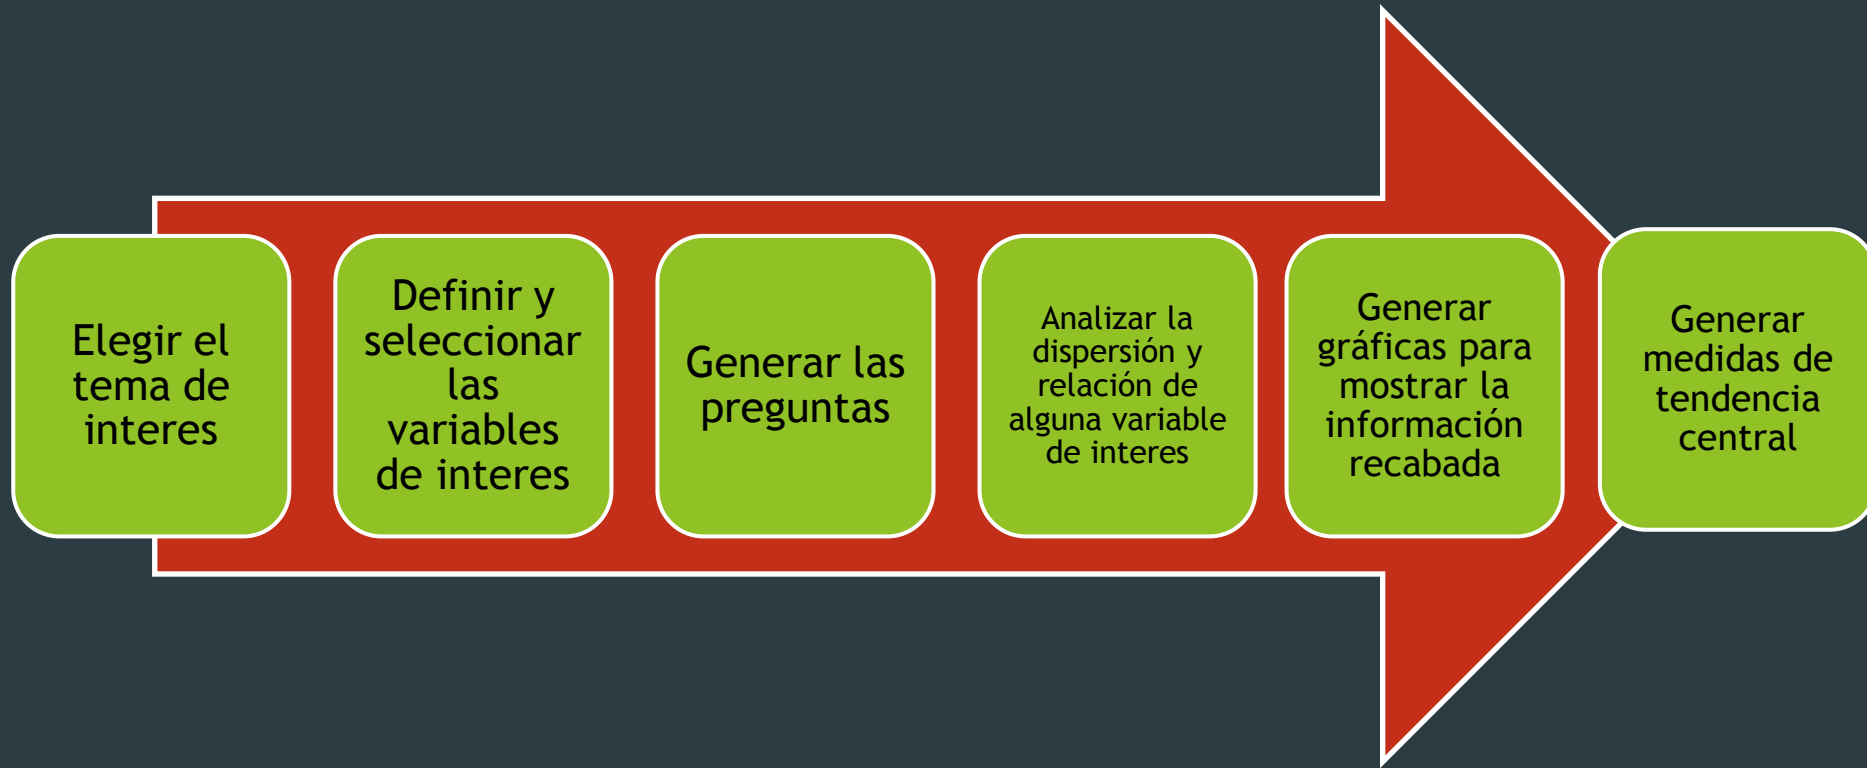 Elegir el
tema de
interes
Definir y
seleccionar
las
variables
de interes
Generar las
preguntas
Analizar la
dispersión y
relación de
alguna variable
de interes
Generar
gráficas para
mostrar la
información
recabada
Generar
medidas de
tendencia
central